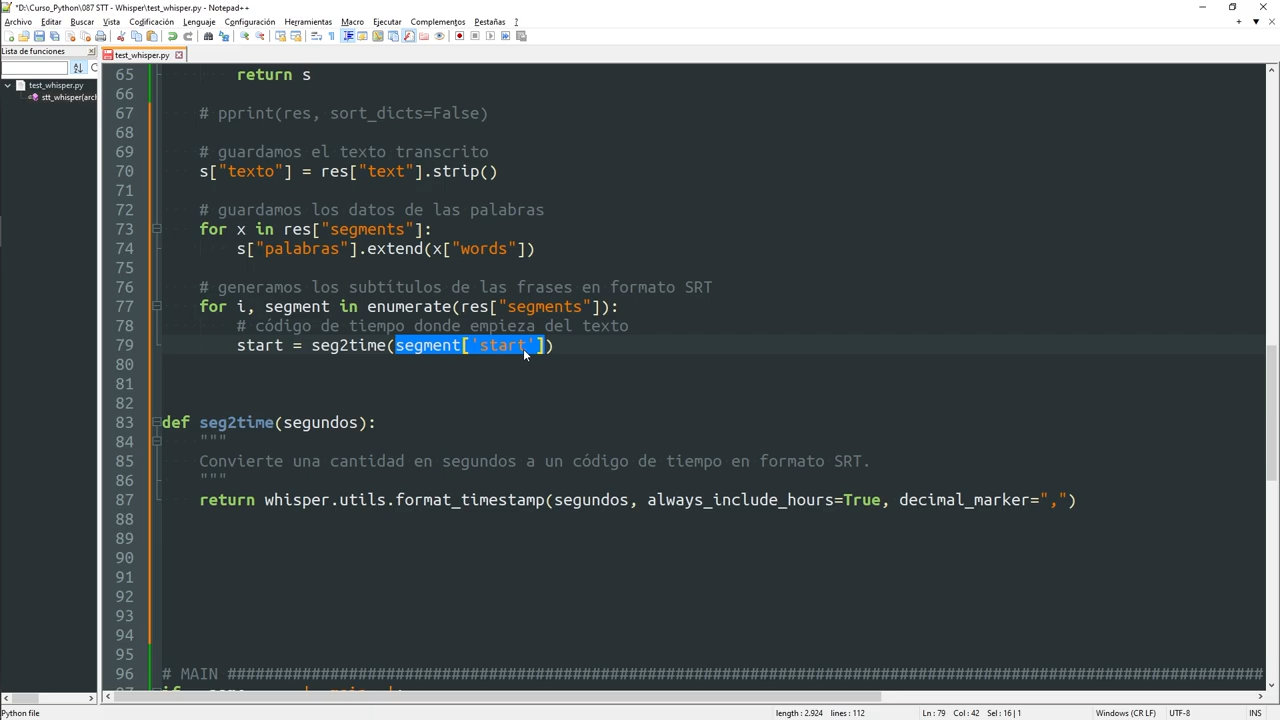 *D:\Curso_Python\087 STT - Whisper\test_whisper.py - Notepad++
Archivo Editar Buscar Vista Codificación Lenguaje Configuración Herramientas Macro Ejecutar Complementos Pestañas ?
Lista de funciones
test_whisper.py
test_whisper.py
stt_whisper(arc
65 return s
66
67 # pprint(res, sort_dicts=False)
68
69 # guardamos el texto transcrito
70 s["texto"] = res["text"].strip()
71
72 # guardamos los datos de las palabras
73 for x in res["segments"]:
74 s["palabras"].extend(x["words"])
75
76 # generamos los subtítulos de las frases en formato SRT
77 for i, segment in enumerate(res["segments"]):
78 # código de tiempo donde empieza del texto
79 start = seg2time(segment['start'])
80
81
82
83 def seg2time(segundos):
84 """
85 Convierte una cantidad en segundos a un código de tiempo en formato SRT.
86 """
87 return whisper.utils.format_timestamp(segundos, always_include_hours=True, decimal_marker=",")
88
89
90
91
92
93
94
95
96 # MAIN ################################################################################################################
Python file
length : 2.924 lines : 112
Ln : 79 Col : 42 Sel : 16 | 1
Windows (CR LF)
UTF-8
INS